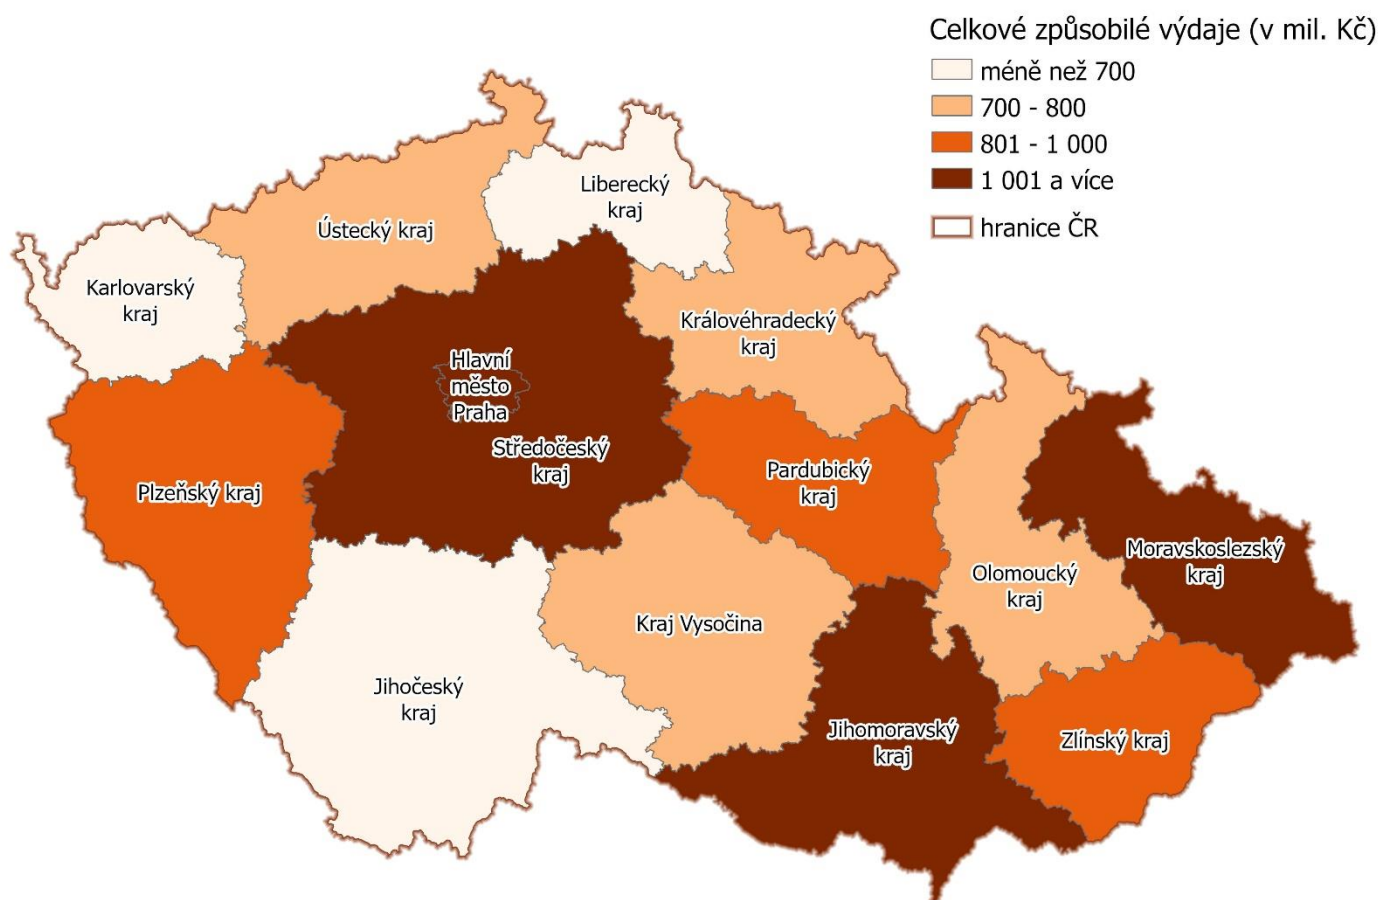 Celkové způsobilé výdaje (v mil. Kč)
méně než 700
700 - 800
801 - 1 000
1 001 a více
hranice ČR
Liberecký
kraj
Ústecký kraj
Karlovarský
kraj
Královéhradecký
kraj
Hlavní
město
Praha
Středočeský
kraj
Pardubický
kraj
Plzeňský kraj
Moravskoslezský
kraj
Olomoucký
kraj
Kraj Vysočina
Jihočeský
kraj
Jihomoravský
kraj
Zlínský kraj